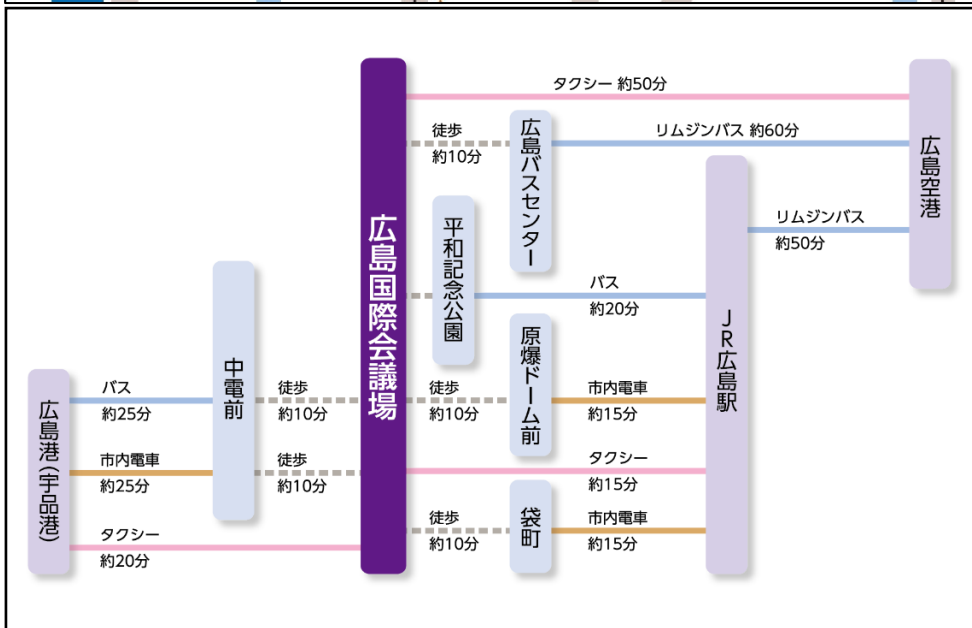 タクシー 約50分
徒歩
約10分
広島バスセンター
リムジンバス 約60分
広島空港
リムジンバス
約50分
広島国際会議場
平和記念公園
バス
約20分
JR広島駅
中電前
原爆ドーム前
広島港(宇品港)
バス
約25分
徒歩
約10分
徒歩
約10分
市内電車
約15分
市内電車
約25分
徒歩
約10分
タクシー
約15分
袋町
徒歩
約10分
市内電車
約15分
タクシー
約20分